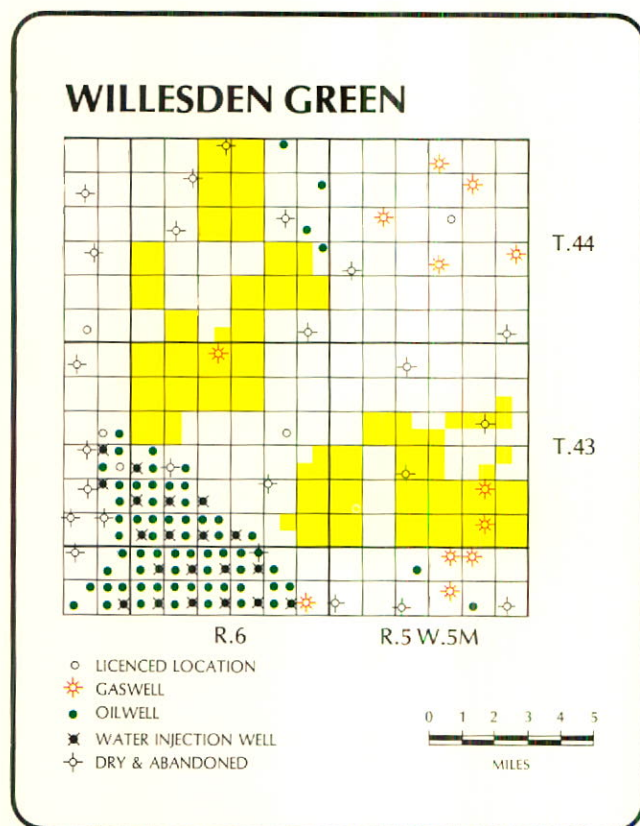 WILLESDEN GREEN
T.44
T.43
R.6 R.5 W.5M
LICENCED LOCATION
GASWELL
OILWELL
WATER INJECTION WELL
DRY & ABANDONED
0 1 2 3 4 5
MILES